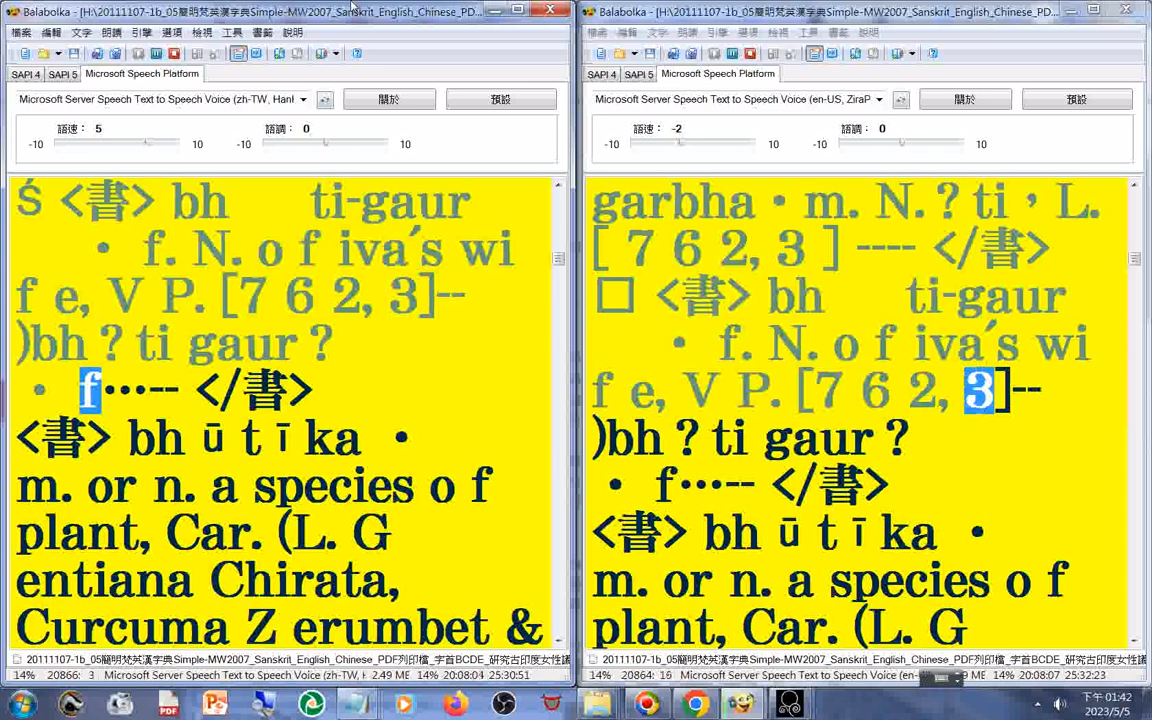 Balabolka - [H:\20111107-1b_05簡明梵英漢字典Simple-MW2007_Sanskrit_English_Chinese_PD...
檔案 編輯 文字 朗讀 引擎 選項 檢視 工具 書籤 說明
SAPI 4 SAPI 5 Microsoft Speech Platform
Microsoft Server Speech Text to Speech Voice (zh-TW, Hanl 關於 預設
語速： 5 語調： 0
-10 10 -10 10
Ś <書> bh ti-gaur
• f. N. o f iva´s wi
f e, V P. [7 6 2, 3]--
)bh ? ti gaur ?
• f…-- </書>
<書> bh ū t ī ka •
m. or n. a species o f
plant, Car. (L. G
entiana Chirata,
Curcuma Z erumbet &
20111107-1b_05簡明梵英漢字典Simple-MW2007_Sanskrit_English_Chinese_PDF列印檔_字首BCDE_研究古印度女性議
14% 20866: 3 Microsoft Server Speech Text to Speech Voice (zh-TW, H 2.49 ME 14% 20:08:04 25:30:51
Balabolka - [H:\20111107-1b_05簡明梵英漢字典Simple-MW2007_Sanskrit_English_Chinese_PD...
檔案 編輯 文字 朗讀 引擎 選項 檢視 工具 書籤 說明
SAPI 4 SAPI 5 Microsoft Speech Platform
Microsoft Server Speech Text to Speech Voice (en-US, ZiraP 關於 預設
語速： -2 語調： 0
-10 10 -10 10
garbha • m. N. ? ti，L.
[ 7 6 2, 3 ] ---- </書>
□ <書> bh ti-gaur
• f. N. o f iva´s wi
f e, V P. [7 6 2, 3]--
)bh ? ti gaur ?
• f…-- </書>
<書> bh ū t ī ka •
m. or n. a species o f
plant, Car. (L. G
20111107-1b_05簡明梵英漢字典Simple-MW2007_Sanskrit_English_Chinese_PDF列印檔_字首BCDE_研究古印度女性議
14% 20864: 16 Microsoft Server Speech Text to Speech Voice (en- ME 14% 20:08:07 25:32:23
下午 01:42
2023/5/5